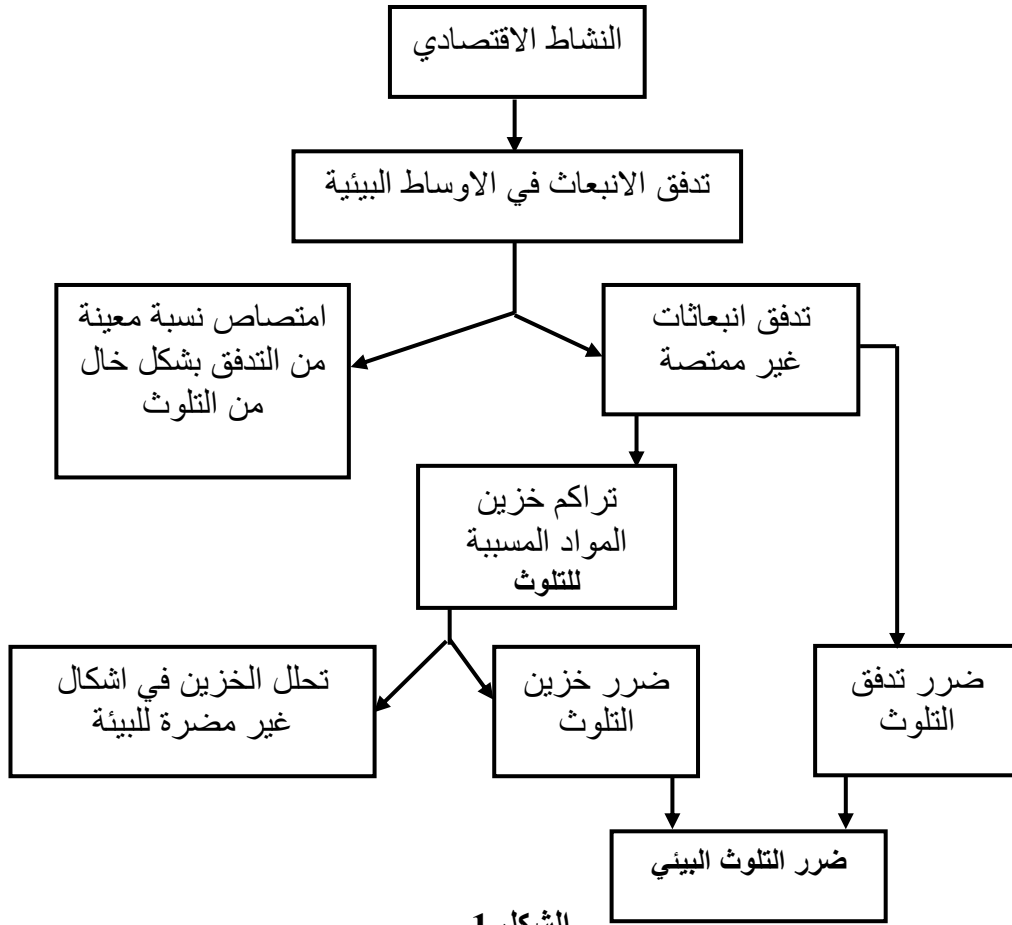 النشاط الاقتصادي
تدفق الانبعاث في الاوساط البيئية
تدفق انبعاثات
غير ممتصة
امتصاص نسبة معينة
من التدفق بشكل خال
من التلوث
تراكم خزين
المواد المسببة
للتلوث
ضرر تدفق
التلوث
ضرر خزين
التلوث
تحلل الخزين في اشكال
غير مضرة للبيئة
ضرر التلوث البيئي
الشكل 1